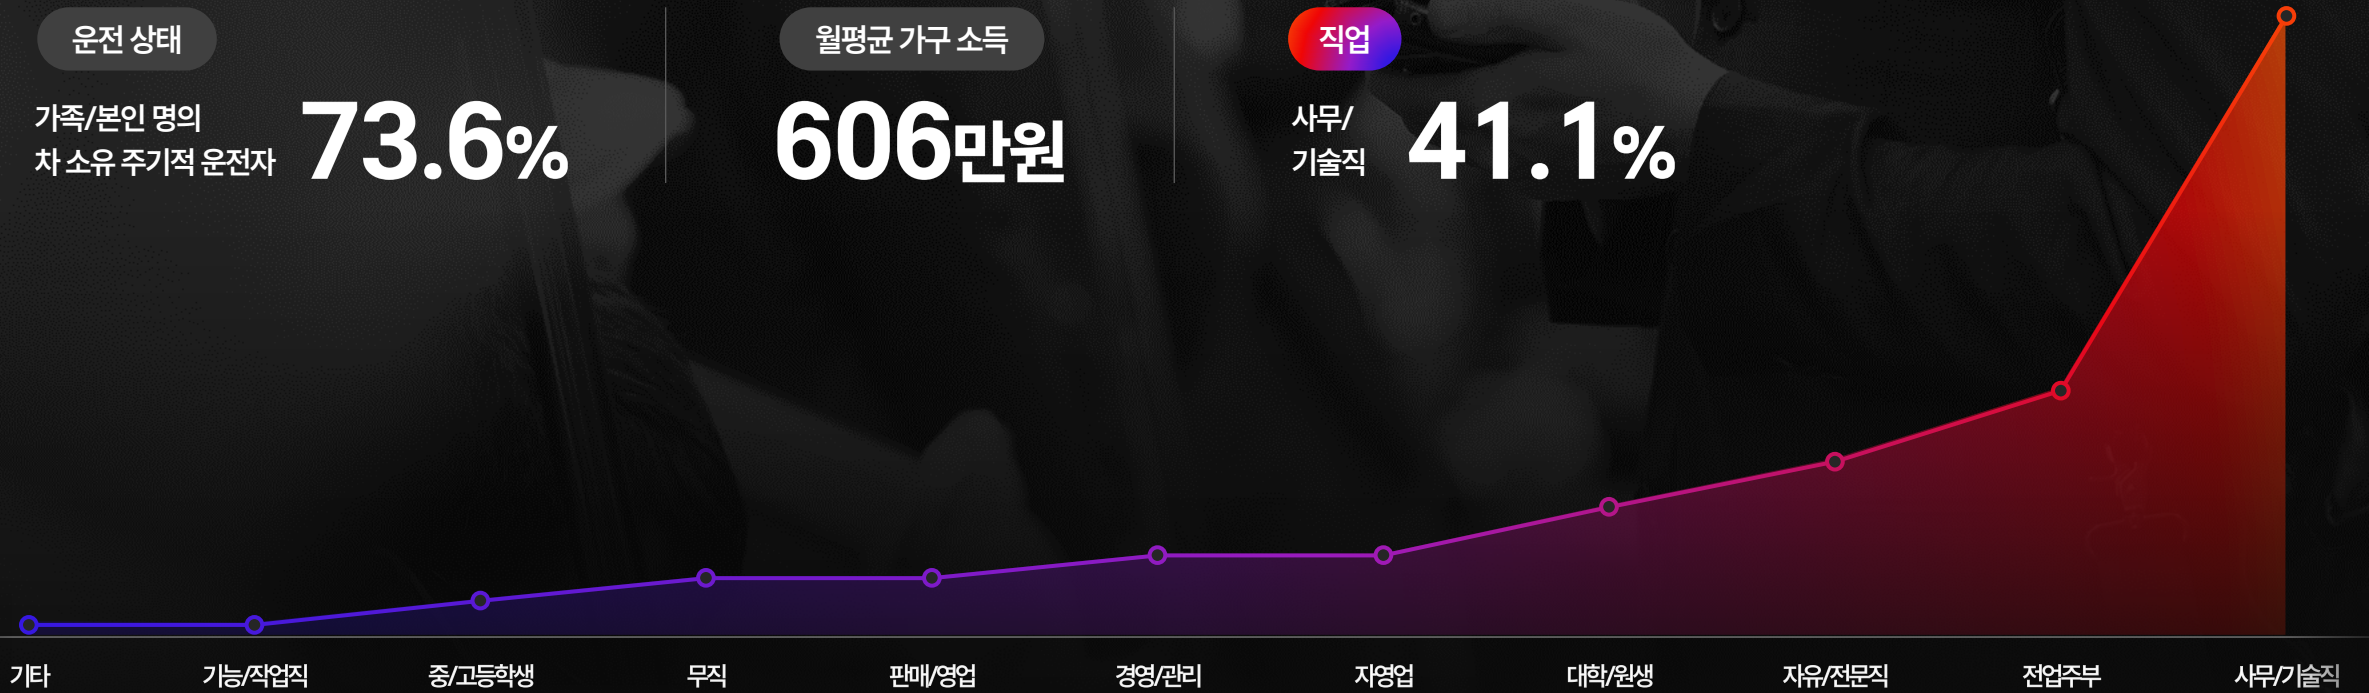 운전 상태
가족/본인 명의
차 소유 주기적 운전자
73.6%
월평균 가구 소득
606만원
직업
사무/
기술직
41.1%
기타 기능/작업직 중/고등학생 무직 판매/영업 경영/관리 자영업 대학/원생 자유/전문직 전업주부 사무/기술직